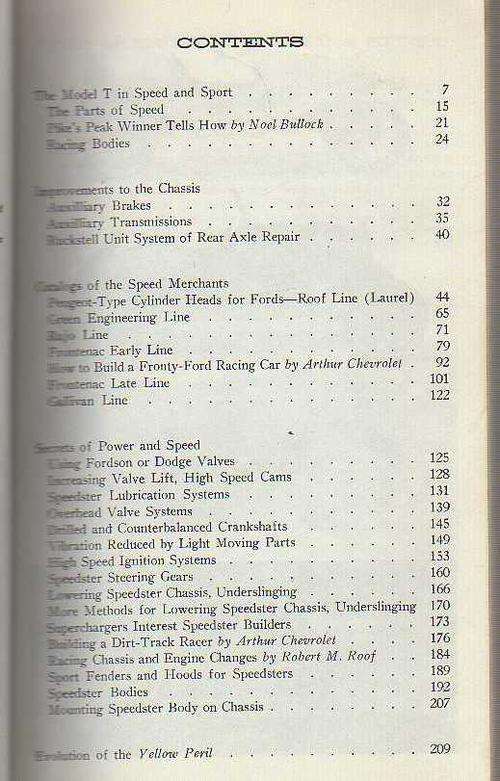 CONTENTS
The Model T in Speed and Sport . . . . . . . . . 7
The Parts of Speed . . . . . . . . . . . . 15
Pike's Peak Winner Tells How by Noel Bullock . . . . . 21
Racing Bodies . . . . . . . . . . . . . 24
Improvements to the Chassis
Auxilliary Brakes . . . . . . . . . . . . 32
Auxilliary Transmissions . . . . . . . . . . 35
Ruckstell Unit System of Rear Axle Repair . . . . . . 40
Catalogs of the Speed Merchants
Peugeot-Type Cylinder Heads for Fords—Roof Line (Laurel) 44
Green Engineering Line . . . . . . . . . . 65
Rajo Line . . . . . . . . . . . . . . 71
Frontenac Early Line . . . . . . . . . . . 79
How to Build a Fronty-Ford Racing Car by Arthur Chevrolet . 92
Frontenac Late Line . . . . . . . . . . . 101
Gallivan Line . . . . . . . . . . . . . 122
Secrets of Power and Speed
Using Fordson or Dodge Valves . . . . . . . . 125
Increasing Valve Lift, High Speed Cams . . . . . . 128
Speedster Lubrication Systems . . . . . . . . 131
Overhead Valve Systems . . . . . . . . . . 139
Drilled and Counterbalanced Crankshafts . . . . . . 145
Vibration Reduced by Light Moving Parts . . . . . . 149
High Speed Ignition Systems . . . . . . . . . 153
Speedster Steering Gears . . . . . . . . . . 160
Lowering Speedster Chassis, Underslinging . . . . . . 166
More Methods for Lowering Speedster Chassis, Underslinging 170
Superchargers Interest Speedster Builders . . . . . . 173
Building a Dirt-Track Racer by Arthur Chevrolet . . . . 176
Racing Chassis and Engine Changes by Robert M. Roof . . 184
Sport Fenders and Hoods for Speedsters . . . . . . 189
Speedster Bodies . . . . . . . . . . . . 192
Mounting Speedster Body on Chassis . . . . . . . 207
Evolution of the Yellow Peril . . . . . . . . . 209